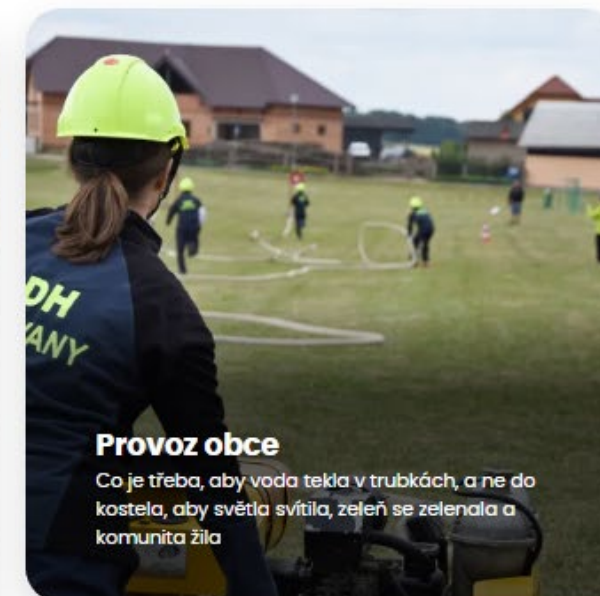 DH
VANY
Provoz obce
Co je třeba, aby voda tekla v trubkách, a ne do
kostela, aby světla svítila, zeleň se zelenala a
komunita žila